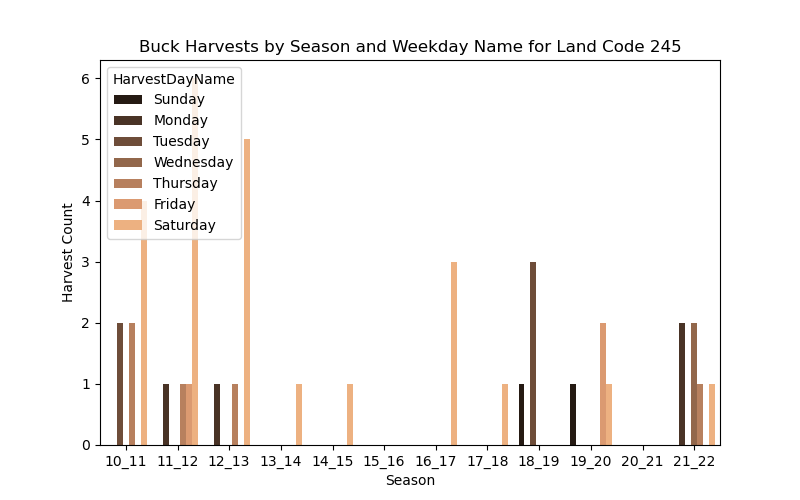 Buck Harvests by Season and Weekday Name for Land Code 245
HarvestDayName
Sunday
Monday
Tuesday
Wednesday
Thursday
Friday
Saturday
Harvest Count
6
5
4
3
2
1
0
10_11 11_12 12_13 13_14 14_15 15_16 16_17 17_18 18_19 19_20 20_21 21_22
Season